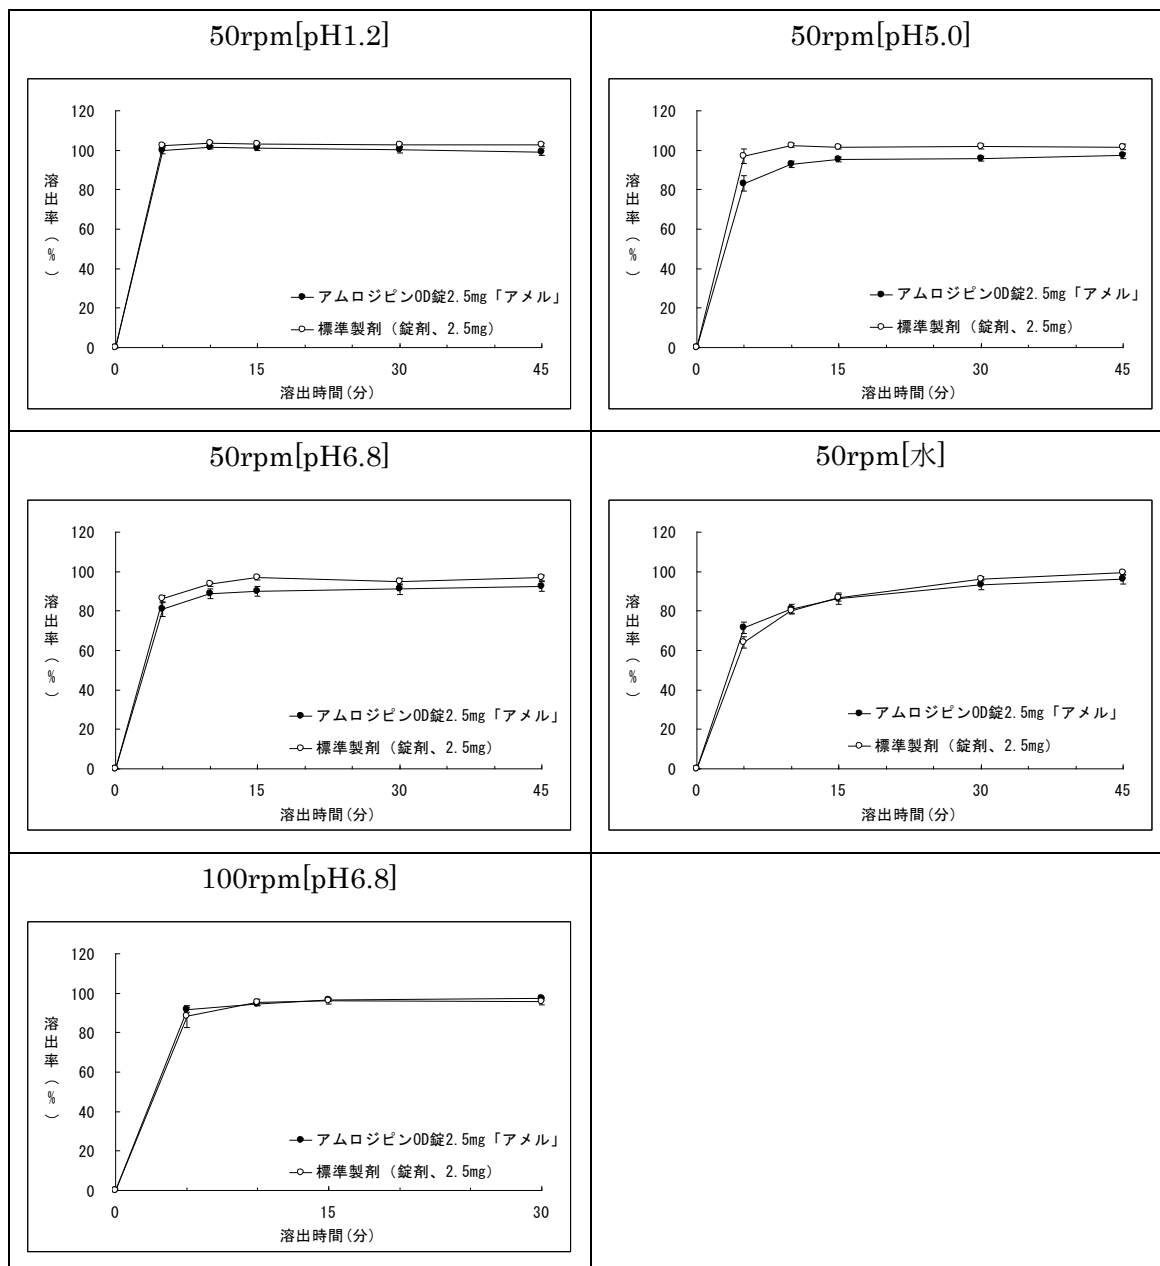 50rpm[pH1.2]
120
100
80
60
40
20
0
溶出率(%)
アムロジピンOD錠2.5mg「アメル」
標準製剤(錠剤、2.5mg)
0 15 30 45
溶出時間(分)
50rpm[pH5.0]
120
100
80
60
40
20
0
溶出率(%)
アムロジピンOD錠2.5mg「アメル」
標準製剤(錠剤、2.5mg)
0 15 30 45
溶出時間(分)
50rpm[pH6.8]
120
100
80
60
40
20
0
溶出率(%)
アムロジピンOD錠2.5mg「アメル」
標準製剤(錠剤、2.5mg)
0 15 30 45
溶出時間(分)
50rpm[水]
120
100
80
60
40
20
0
溶出率(%)
アムロジピンOD錠2.5mg「アメル」
標準製剤(錠剤、2.5mg)
0 15 30 45
溶出時間(分)
100rpm[pH6.8]
120
100
80
60
40
20
0
溶出率(%)
アムロジピンOD錠2.5mg「アメル」
標準製剤(錠剤、2.5mg)
0 15 30
溶出時間(分)